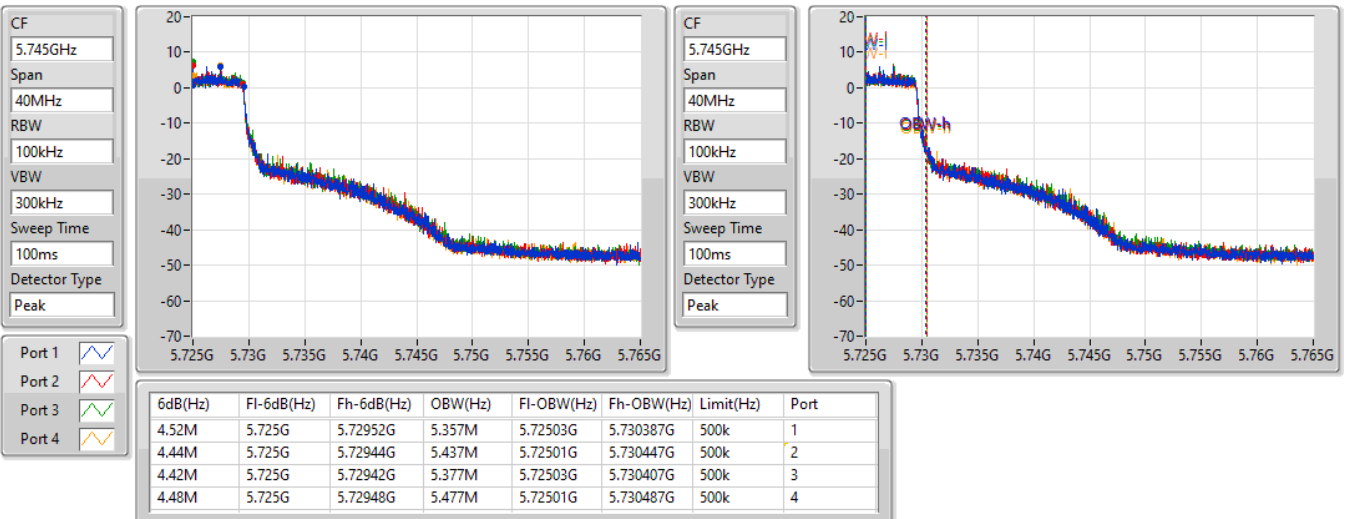 CF
5.745GHz
Span
40MHz
RBW
100kHz
VBW
300kHz
Sweep Time
100ms
Detector Type
Peak
20
10
0
-10
-20
-30
-40
-50
-60
-70
5.725G 5.73G 5.735G 5.74G 5.745G 5.75G 5.755G 5.76G 5.765G
CF
5.745GHz
Span
40MHz
RBW
100kHz
VBW
300kHz
Sweep Time
100ms
Detector Type
Peak
20
10
0
-10
-20
-30
-40
-50
-60
-70
OBW-h
5.725G 5.73G 5.735G 5.74G 5.745G 5.75G 5.755G 5.76G 5.765G
Port 1
Port 2
Port 3
Port 4
6dB(Hz) Fl-6dB(Hz) Fh-6dB(Hz) OBW(Hz) Fl-OBW(Hz) Fh-OBW(Hz) Limit(Hz) Port
4.52M 5.725G 5.72952G 5.357M 5.72503G 5.730387G 500k 1
4.44M 5.725G 5.72944G 5.437M 5.72501G 5.730447G 500k 2
4.42M 5.725G 5.72942G 5.377M 5.72503G 5.730407G 500k 3
4.48M 5.725G 5.72948G 5.477M 5.72501G 5.730487G 500k 4